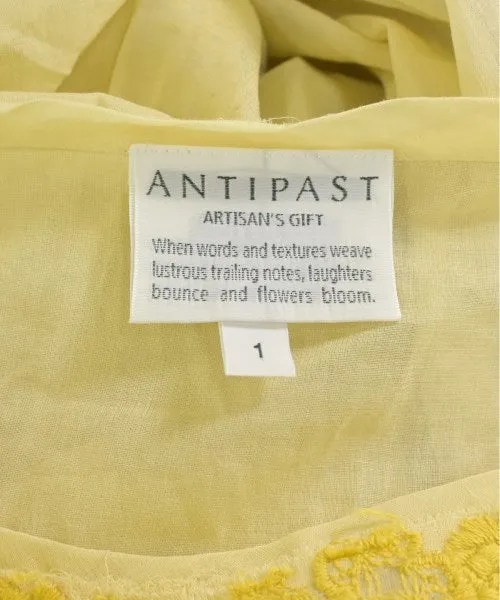 ANTIPAST
ARTISAN'S GIFT
When words and textures weave
lustrous trailing notes, laughters
bounce and flowers bloom.
1